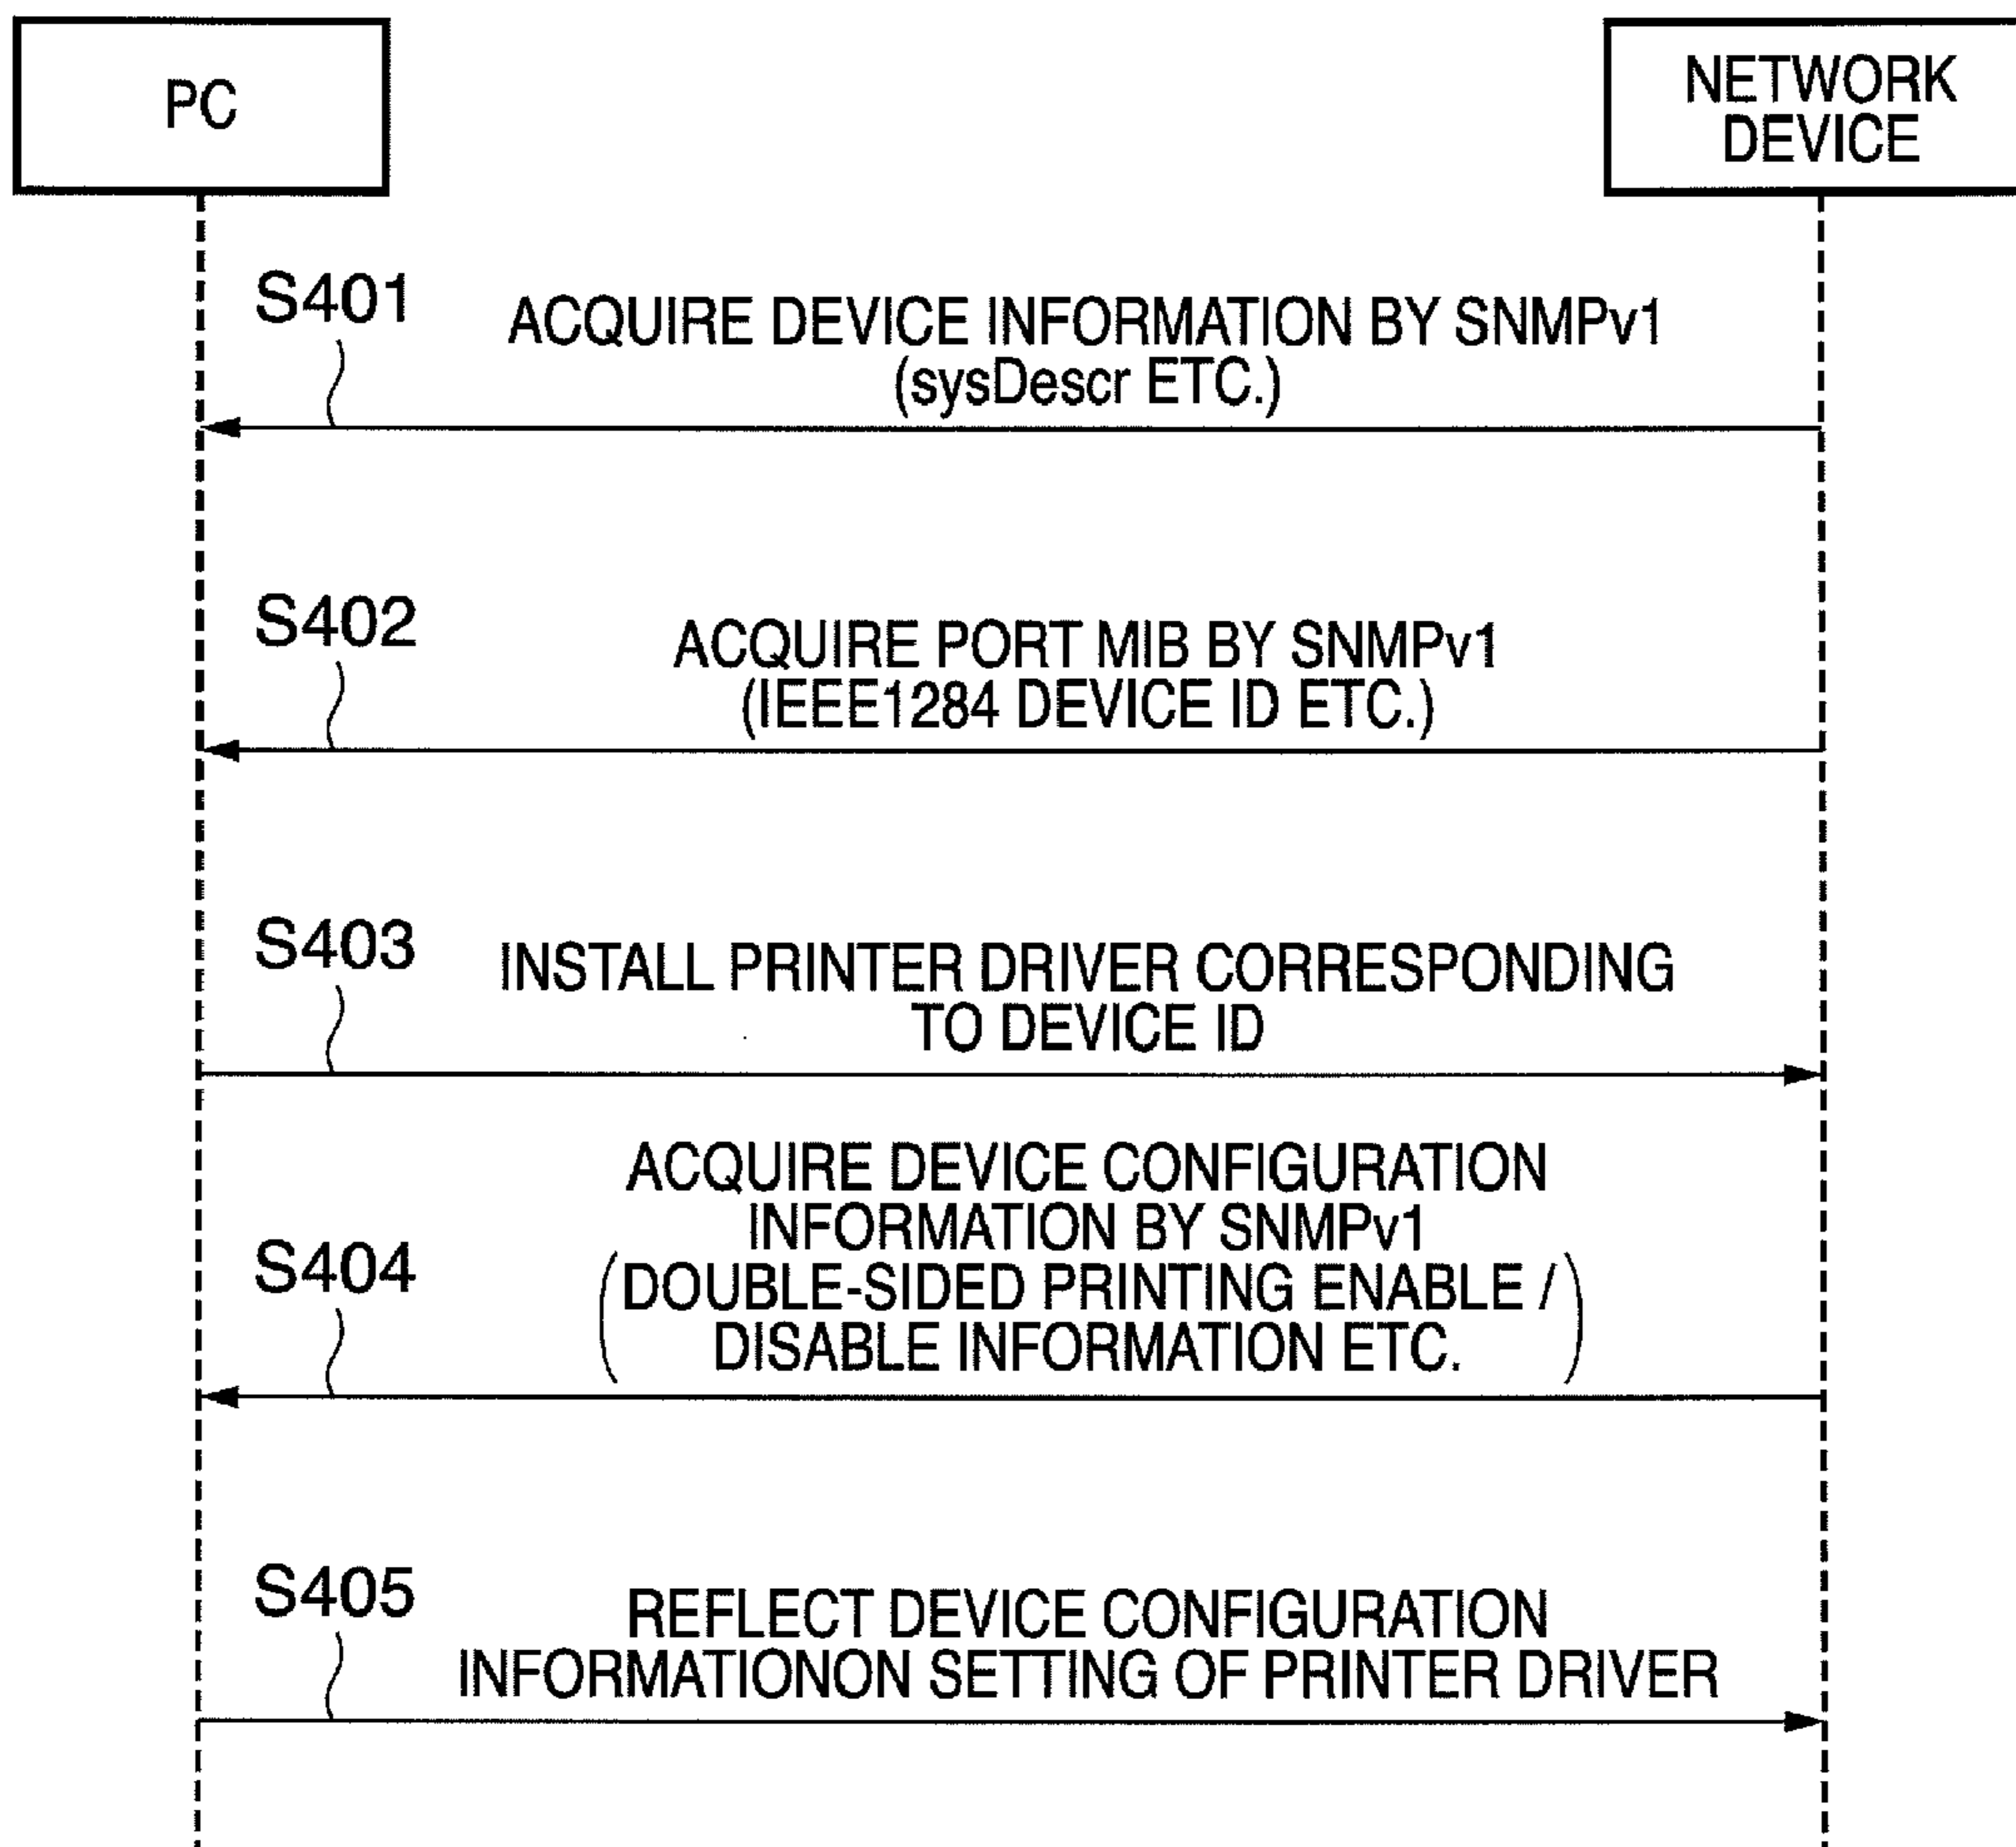 PC
NETWORK
DEVICE
S401
ACQUIRE DEVICE INFORMATION BY SNMPv1
(sysDescr ETC.)
S402
ACQUIRE PORT MIB BY SNMPv1
(IEEE1284 DEVICE ID ETC.)
S403
INSTALL PRINTER DRIVER CORRESPONDING
TO DEVICE ID
S404
ACQUIRE DEVICE CONFIGURATION
INFORMATION BY SNMPv1
(DOUBLE-SIDED PRINTING ENABLE /
DISABLE INFORMATION ETC.)
S405
REFLECT DEVICE CONFIGURATION
INFORMATIONON SETTING OF PRINTER DRIVER